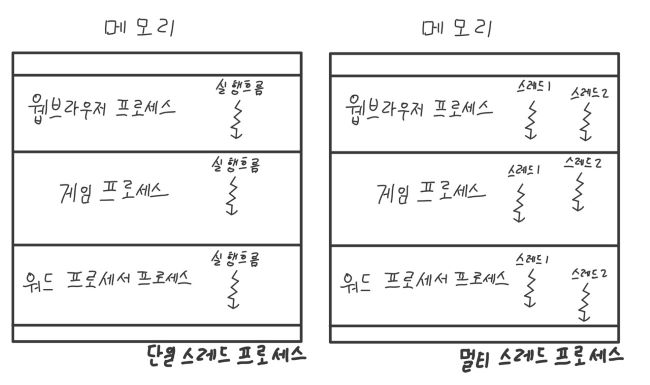 메모리
웹브라우저 프로세스
실행흐름
게임 프로세스
실행흐름
워드 프로세서 프로세스
실행흐름
단일 스레드 프로세스
메모리
웹브라우저 프로세스
스레드1
스레드2
게임 프로세스
스레드1
스레드2
워드 프로세서 프로세스
스레드1
스레드2
멀티 스레드 프로세스